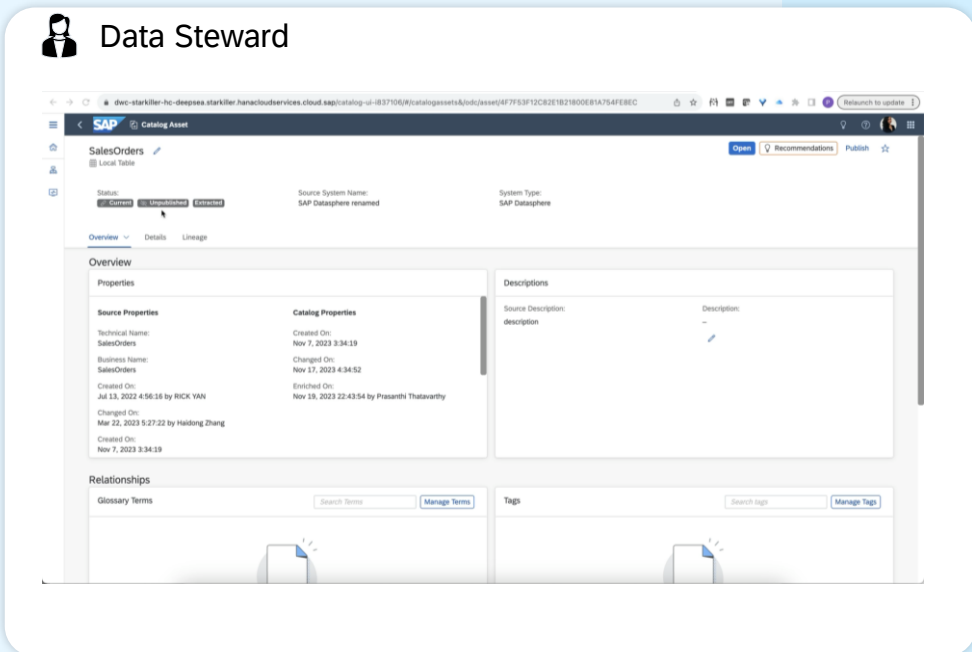 Data Steward
dwc-starkiller-hc-deepsea.starkiller.hanacloudservices.cloud.sap/catalog-ui-i837106/#/catalogassets&/odc/asset/4F7F53F12C82E1B21800E81A754FE8EC
Relaunch to update
SAP Catalog Asset
SalesOrders
Open Recommendations Publish
Local Table
Status: Source System Name: System Type:
Current Unpublished Extracted SAP Datasphere renamed SAP Datasphere
Overview Details Lineage
Overview
Properties Descriptions
Source Properties Catalog Properties
Source Description: Description:
description –
Technical Name: Created On:
SalesOrders Nov 7, 2023 3:34:19
Business Name: Changed On:
SalesOrders Nov 17, 2023 4:34:52
Created On: Enriched On:
Jul 13, 2022 4:56:16 by RICK YAN Nov 19, 2023 22:43:54 by Prasanthi Thatavarthy
Changed On:
Mar 22, 2023 5:27:22 by Haidong Zhang
Created On:
Nov 7, 2023 3:34:19
Relationships
Glossary Terms Search Terms Manage Terms Tags Search tags Manage Tags